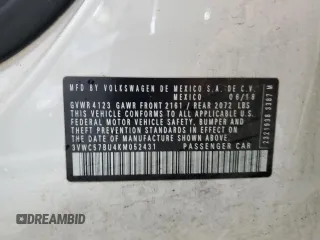 MFD BY VOLKSWAGEN DE MEXICO S.A. DE C.V.
MEXICO 06/18
GVWR 4123 GAWR FRONT 2161 / REAR 2072 LBS
THIS VEHICLE CONFORMS TO ALL APPLICABLE
FEDERAL MOTOR VEHICLE SAFETY, BUMPER AND
THEFT PREVENTION STANDARDS IN EFFECT ON THE
DATE OF MANUFACTURE SHOWN ABOVE.
3VWC57BU4KM052431 PASSENGER CAR
DREAMBID